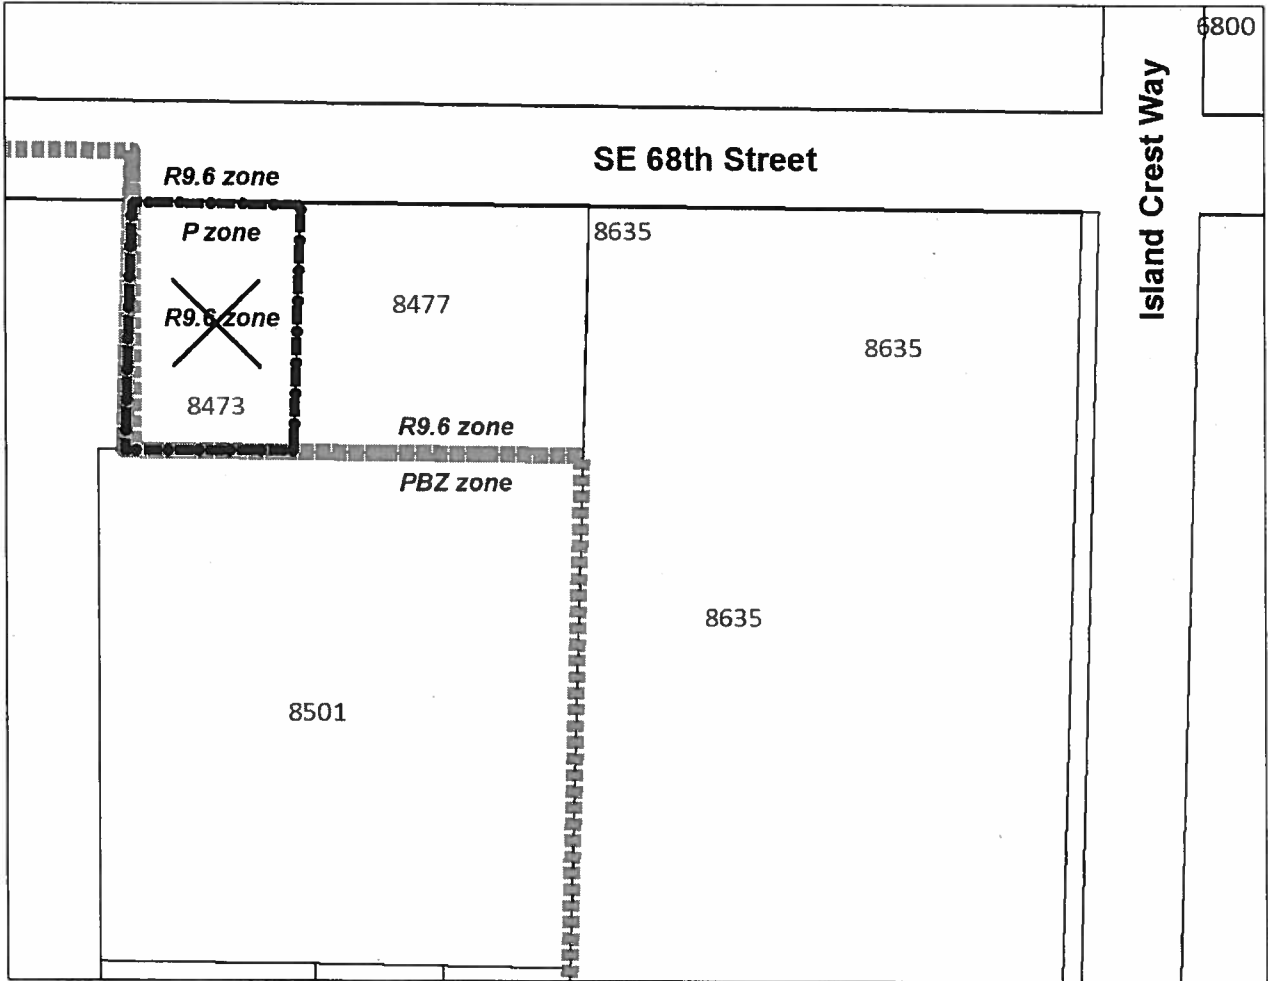 6800
Island Crest Way
SE 68th Street
R9.6 zone
P zone
8635
R9.6 zone
8477
8635
8473
R9.6 zone
PBZ zone
8635
8501